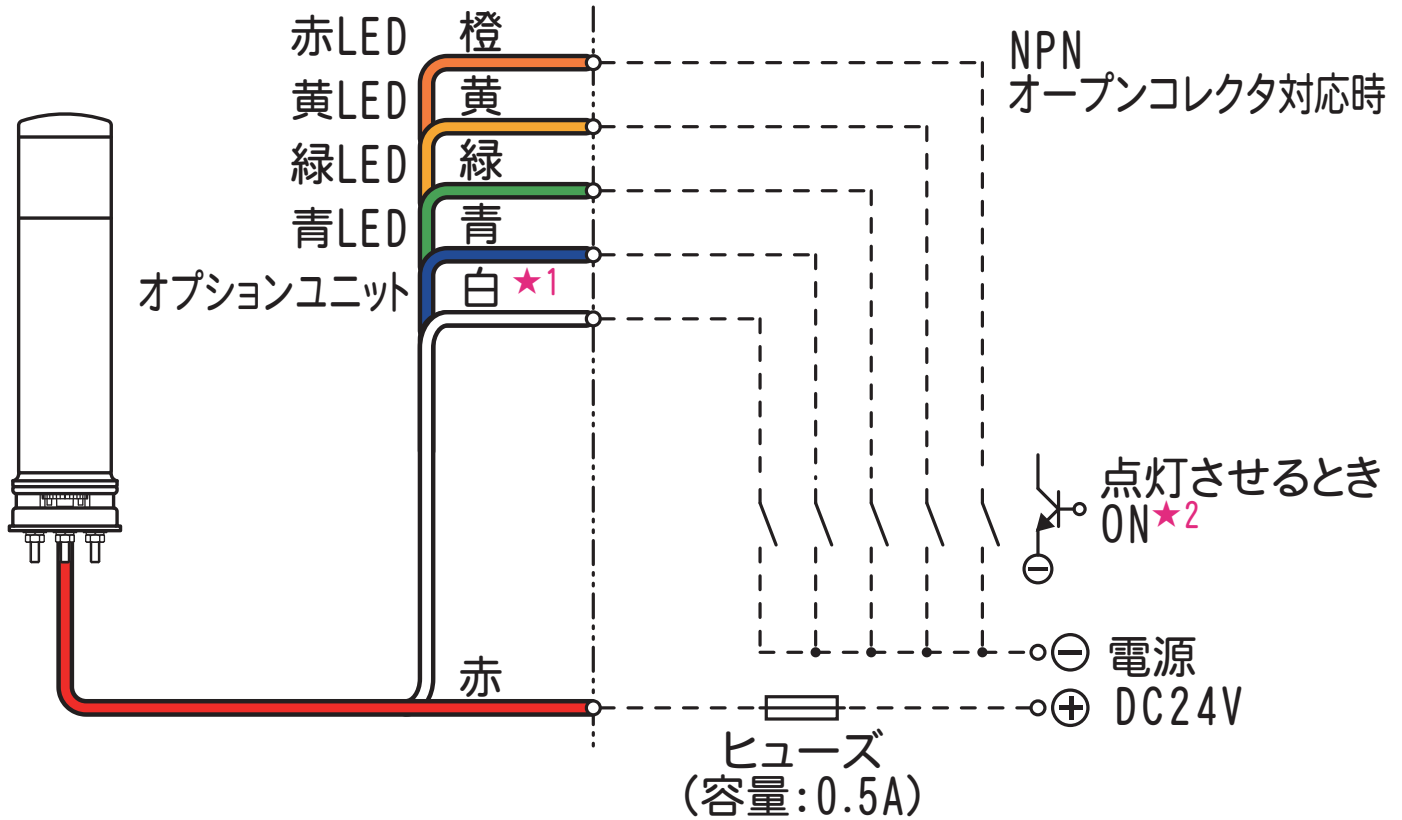 赤LED 橙
黄LED 黄
緑LED 緑
青LED 青
オプションユニット 白 ★1
NPN
オープンコレクタ対応時
点灯させるとき
ON★2
赤
電源
DC24V
ヒューズ
(容量:0.5A)